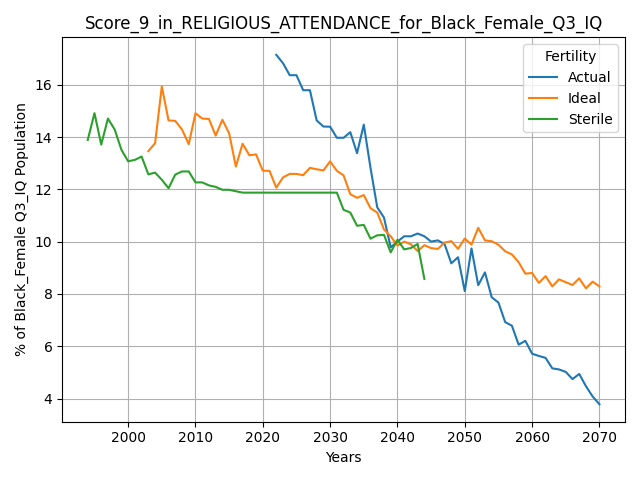 Score_9_in_RELIGIOUS_ATTENDANCE_for_Black_Female_Q3_IQ
Fertility
Actual
Ideal
Sterile
% of Black_Female Q3_IQ Population
16
14
12
10
8
6
4
2000 2010 2020 2030 2040 2050 2060 2070
Years